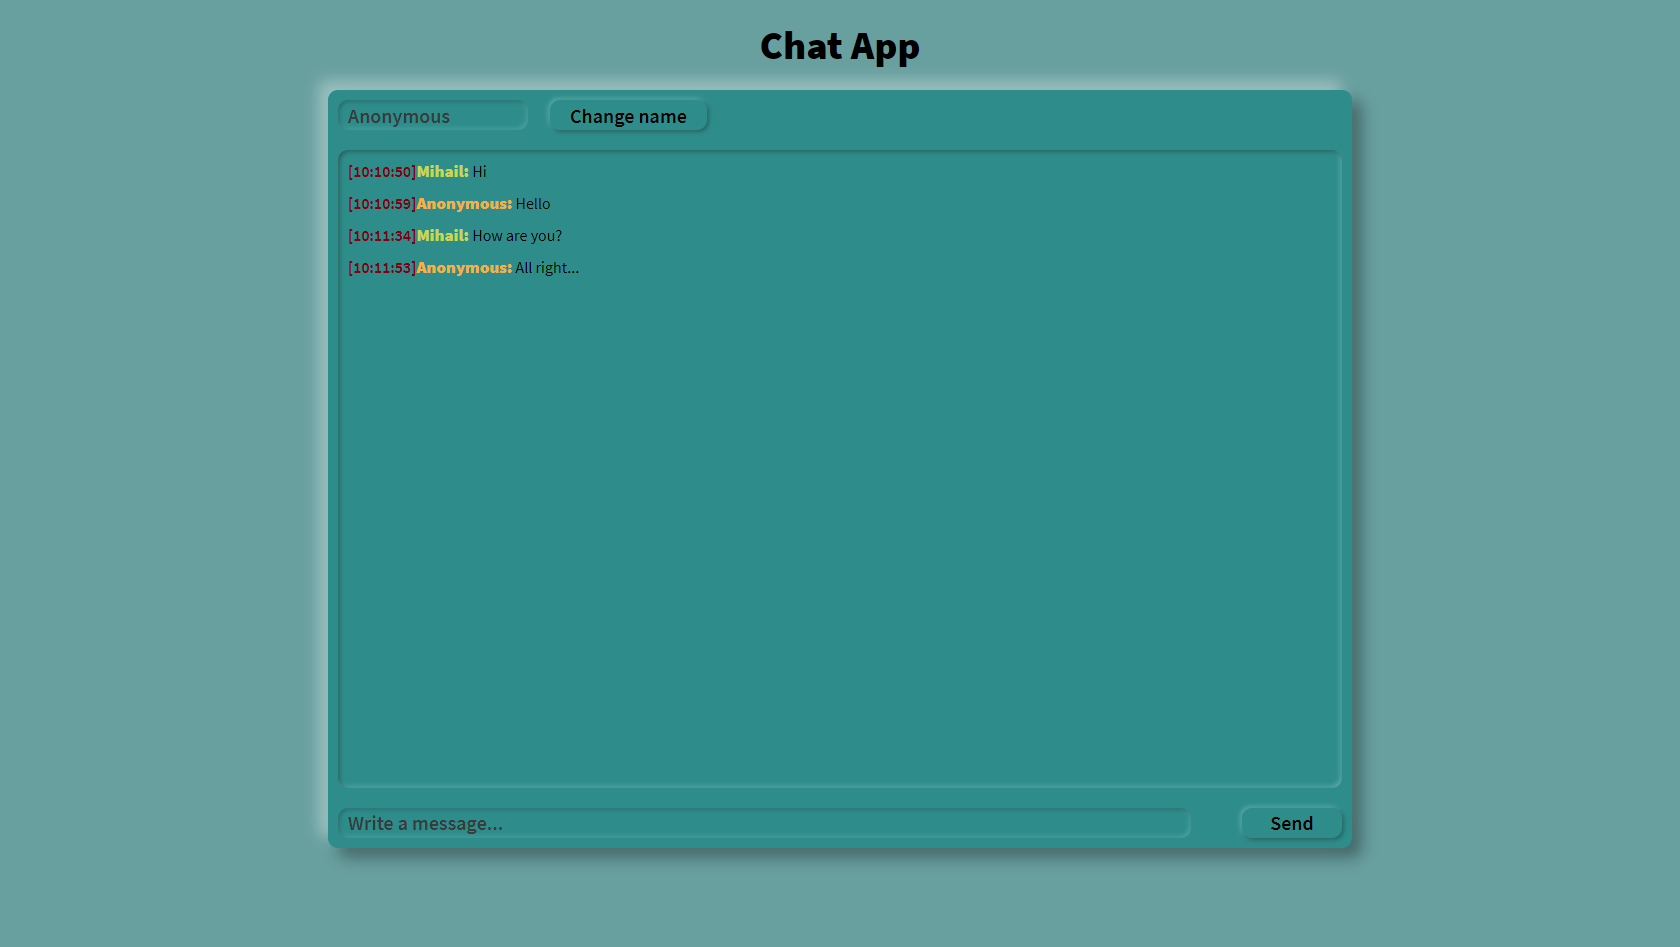 Chat App
Anonymous Change name
[10:10:50]Mihail: Hi
[10:10:59]Anonymous: Hello
[10:11:34]Mihail: How are you?
[10:11:53]Anonymous: All right...
Write a message... Send